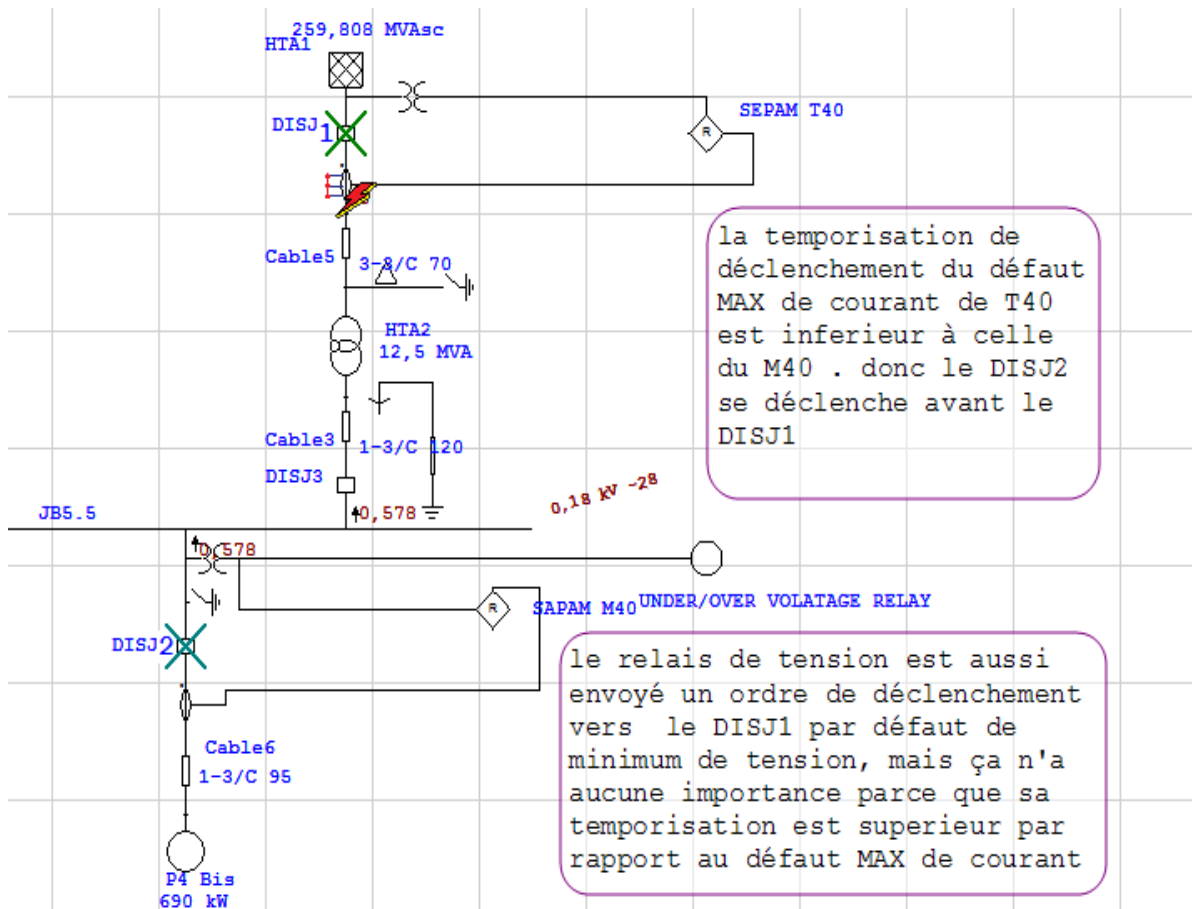 259,808 MVAsc
HTA1
SEPAM T40
DISJ1
R
Cable5
3-3/C 70
la temporisation de
déclenchement du défaut
MAX de courant de T40
est inferieur à celle
du M40 . donc le DISJ2
se déclenche avant le
DISJ1
HTA2
12,5 MVA
Cable3
1-3/C 120
DISJ3
0,578
0,18 kV -28
JB5.5
0,578
R
SAPAM M40
UNDER/OVER VOLATAGE RELAY
DISJ2
le relais de tension est aussi
envoyé un ordre de déclenchement
vers le DISJ1 par défaut de
minimum de tension, mais ça n'a
aucune importance parce que sa
temporisation est superieur par
rapport au défaut MAX de courant
Cable6
1-3/C 95
P4 Bis
690 kW